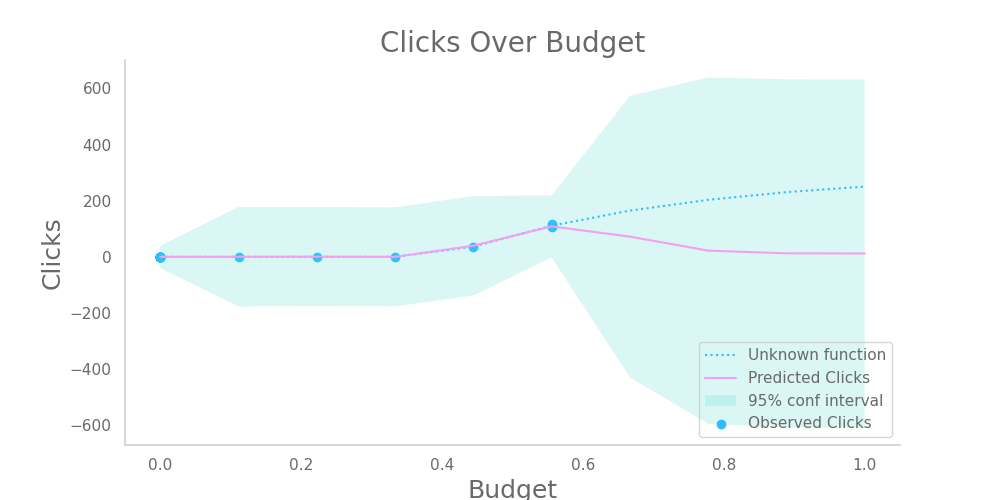 Clicks Over Budget
Clicks
600
400
200
0
−200
−400
−600
Unknown function
Predicted Clicks
95% conf interval
Observed Clicks
0.0 0.2 0.4 0.6 0.8 1.0
Budget